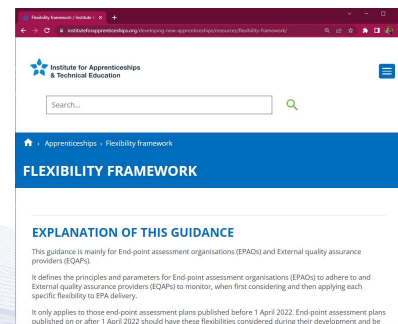 Flexibility framework / Institute f
instituteforapprenticeships.org/developing-new-apprenticeships/resources/flexibility-framework/
Institute for Apprenticeships
& Technical Education
Search...
Apprenticeships › Flexibility framework
FLEXIBILITY FRAMEWORK
EXPLANATION OF THIS GUIDANCE
This guidance is mainly for End-point assessment organisations (EPAOs) and External quality assurance
providers (EQAPs).
It defines the principles and parameters for End-point assessment organisations (EPAOs) to adhere to and
External quality assurance providers (EQAPs) to monitor, when first considering and then applying each
specific flexibility to EPA delivery.
It only applies to those end-point assessment plans published before 1 April 2022. End-point assessment plans
published on or after 1 April 2022 should have these flexibilities considered during their development and be